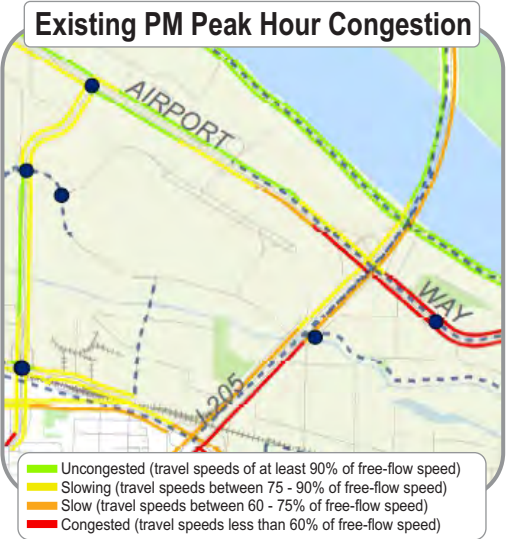 Existing PM Peak Hour Congestion
AIRPORT
WAY
I-205
Uncongested (travel speeds of at least 90% of free-flow speed)
Slowing (travel speeds between 75 - 90% of free-flow speed)
Slow (travel speeds between 60 - 75% of free-flow speed)
Congested (travel speeds less than 60% of free-flow speed)